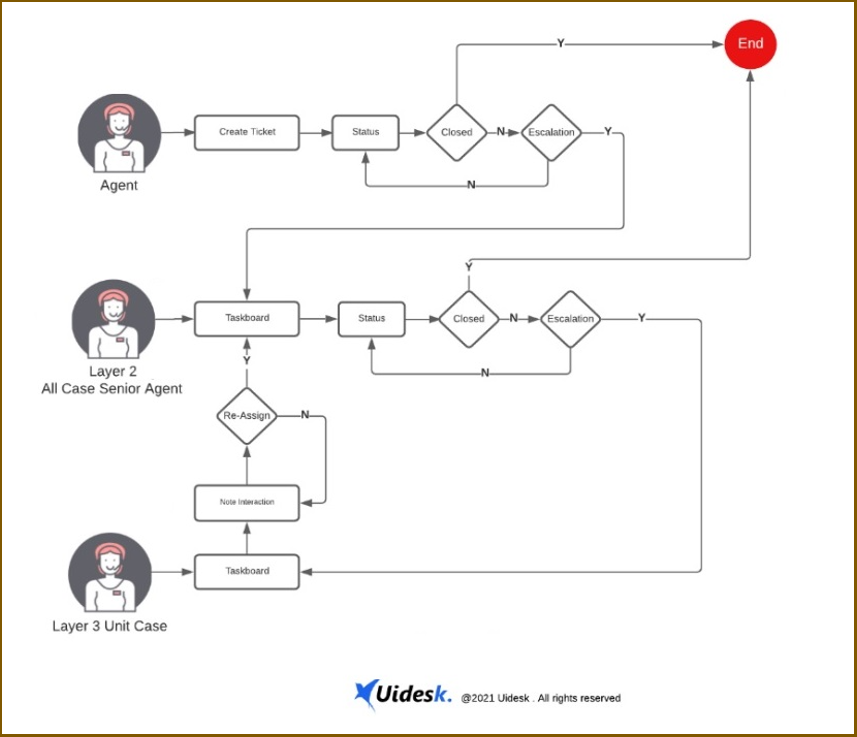 Y
End
Create Ticket
Status
Closed
N
Escalation
Y
Agent
N
Y
Taskboard
Status
Closed
N
Escalation
Y
Layer 2
All Case Senior Agent
Y
N
Re-Assign
N
Note Interaction
Taskboard
Layer 3 Unit Case
Uidesk. @2021 Uidesk . All rights reserved